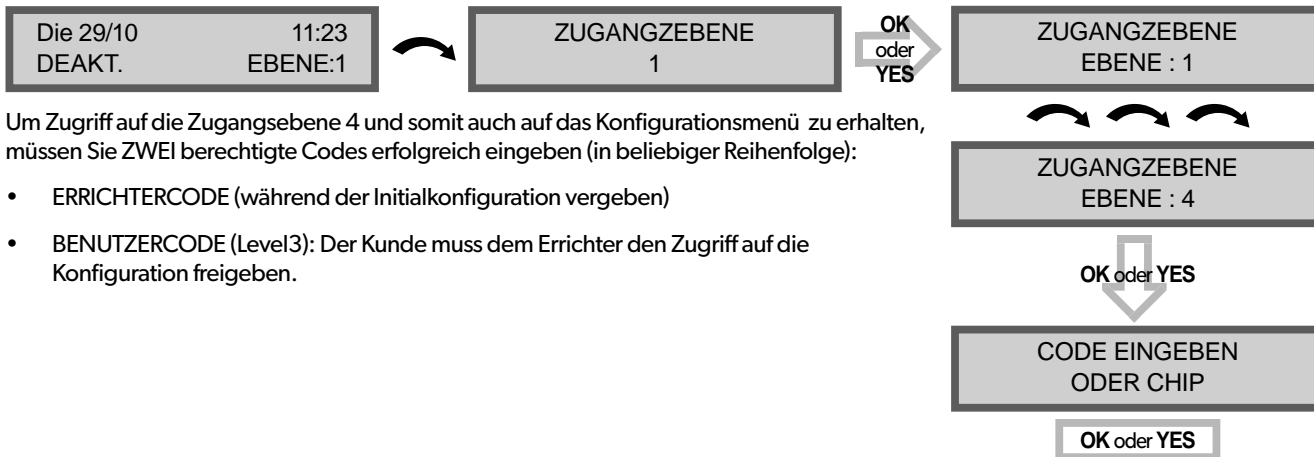 Die 29/10 11:23
DEAKT. EBENE:1
ZUGANGZEBENE
1
OK
oder
YES
ZUGANGZEBENE
EBENE : 1
Um Zugriff auf die Zugangsebene 4 und somit auch auf das Konfigurationsmenü zu erhalten,
müssen Sie ZWEI berechtigte Codes erfolgreich eingeben (in beliebiger Reihenfolge):
• ERRICHTERCODE (während der Initialkonfiguration vergeben)
• BENUTZERCODE (Level3): Der Kunde muss dem Errichter den Zugriff auf die
Konfiguration freigeben.
ZUGANGZEBENE
EBENE : 4
OK oder YES
CODE EINGEBEN
ODER CHIP
OK oder YES